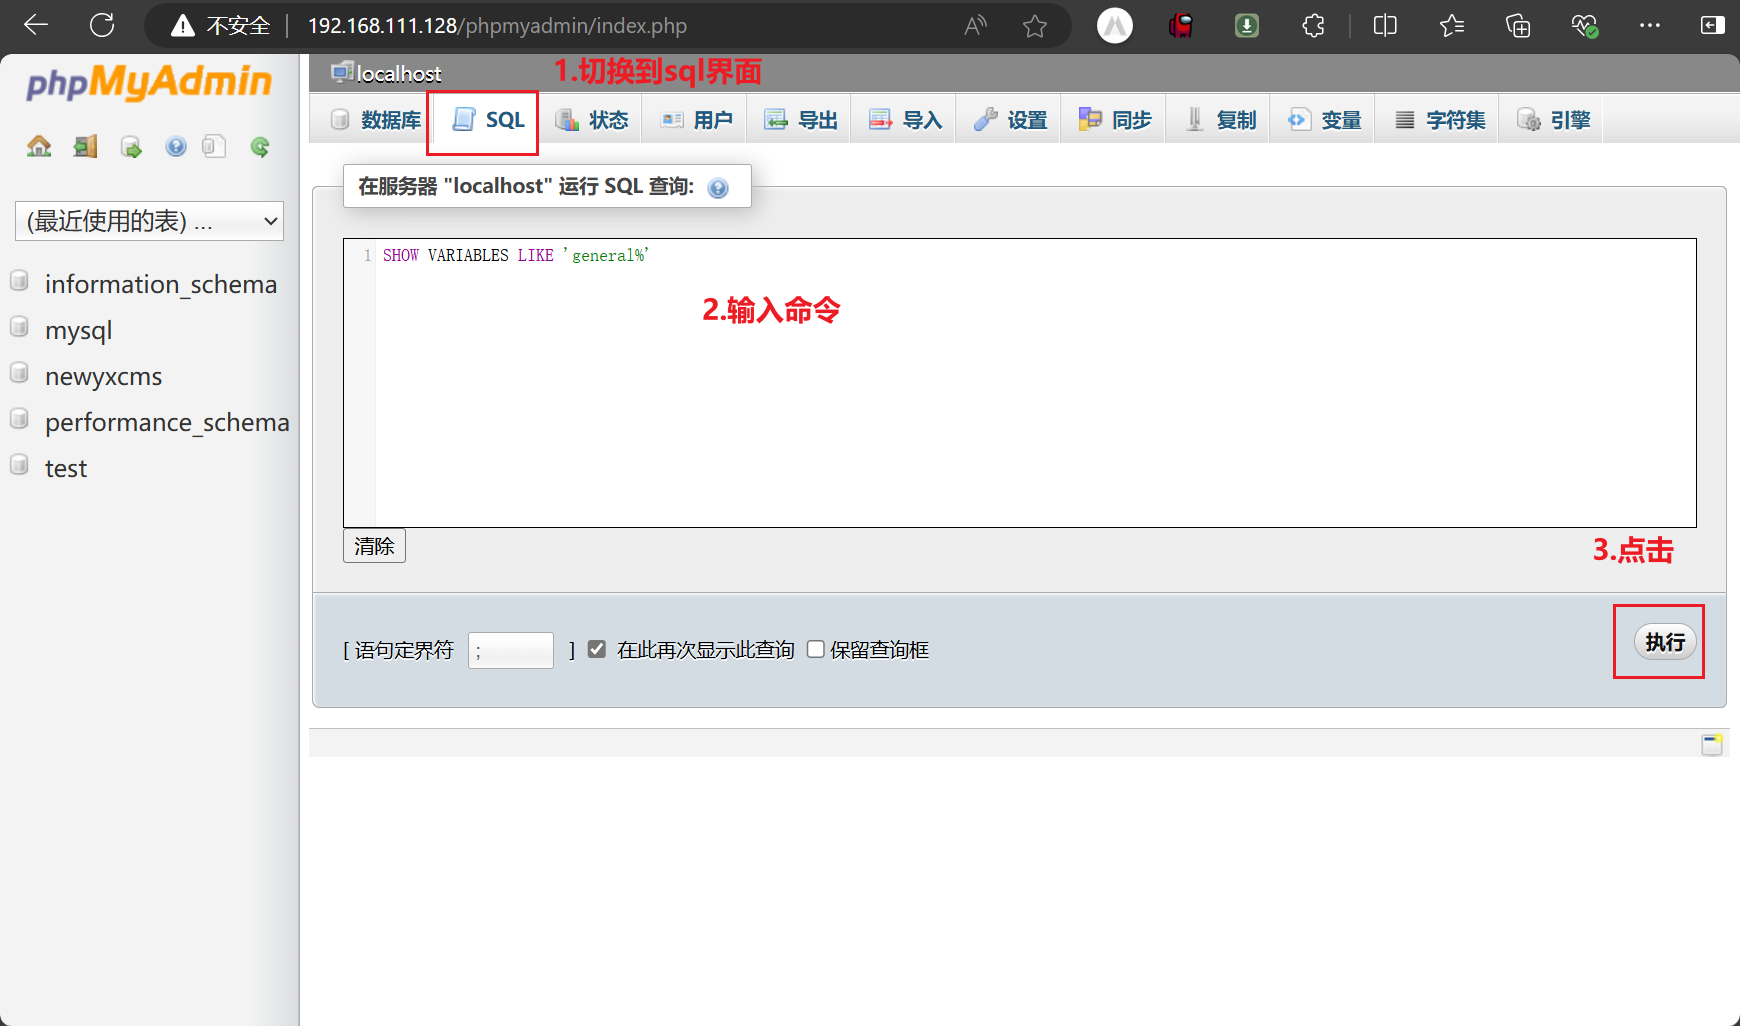 不安全 192.168.111.128/phpmyadmin/index.php
phpMyAdmin
(最近使用的表) ...
information_schema
mysql
newyxcms
performance_schema
test
localhost
1.切换到sql界面
数据库 SQL 状态 用户 导出 导入 设置 同步 复制 变量 字符集 引擎
在服务器 "localhost" 运行 SQL 查询:
1 SHOW VARIABLES LIKE 'general%'
2.输入命令
清除
3.点击
[ 语句定界符 ; ] 在此再次显示此查询 保留查询框
执行